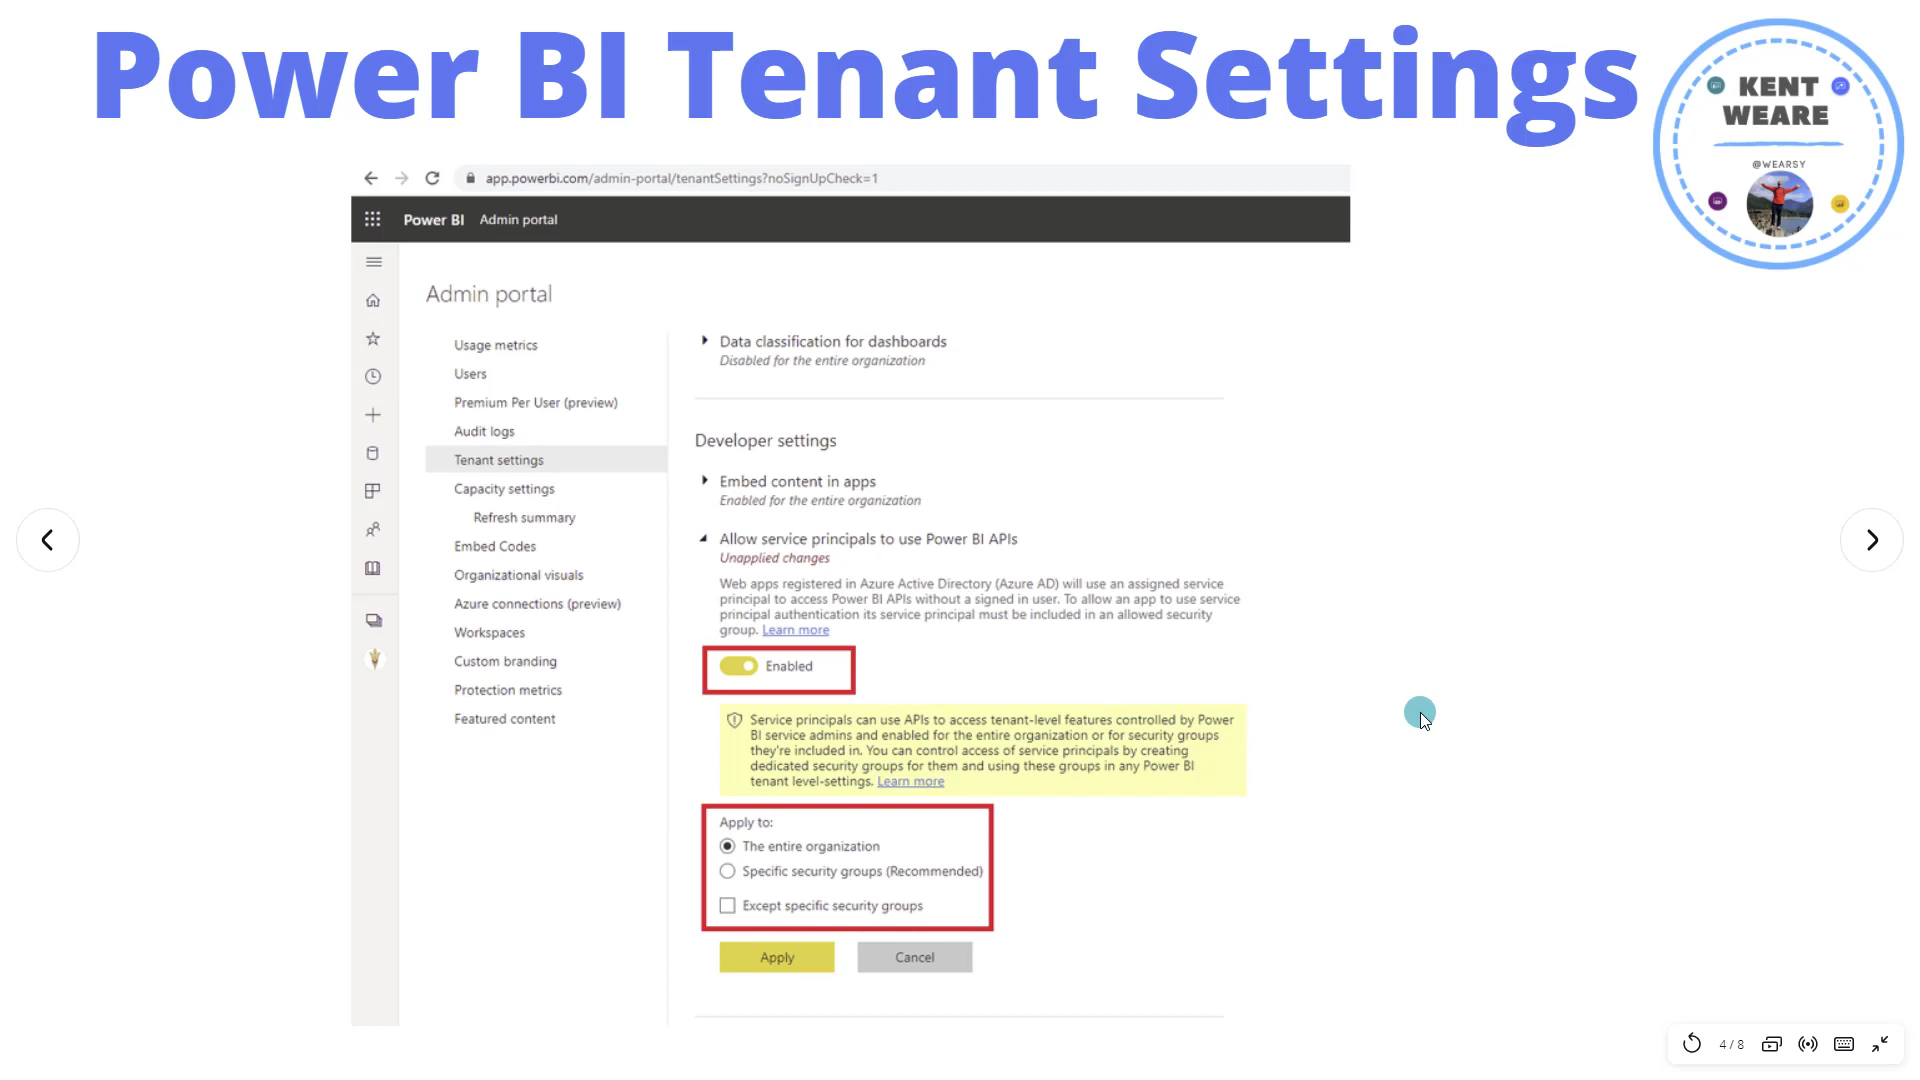 Power BI Tenant Settings
KENT
WEARE
@WEARSY
app.powerbi.com/admin-portal/tenantSettings?noSignUpCheck=1
Power BI Admin portal
Admin portal
Usage metrics
Users
Premium Per User (preview)
Audit logs
Tenant settings
Capacity settings
Refresh summary
Embed Codes
Organizational visuals
Azure connections (preview)
Workspaces
Custom branding
Protection metrics
Featured content
Data classification for dashboards
Disabled for the entire organization
Developer settings
Embed content in apps
Enabled for the entire organization
Allow service principals to use Power BI APIs
Unapplied changes
Web apps registered in Azure Active Directory (Azure AD) will use an assigned service
principal to access Power BI APIs without a signed in user. To allow an app to use service
principal authentication its service principal must be included in an allowed security
group. Learn more
Enabled
Service principals can use APIs to access tenant-level features controlled by Power
BI service admins and enabled for the entire organization or for security groups
they're included in. You can control access of service principals by creating
dedicated security groups for them and using these groups in any Power BI
tenant level-settings. Learn more
Apply to:
The entire organization
Specific security groups (Recommended)
Except specific security groups
Apply
Cancel
4 / 8